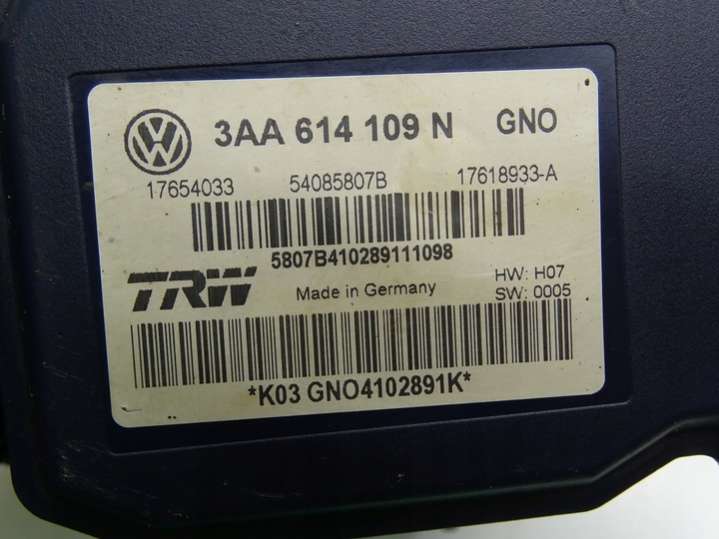 3AA 614 109 N GNO
17654033 54085807B 17618933-A
5807B410289111098
TRW Made in Germany HW: H07
SW: 0005
*K03 GNO4102891K*